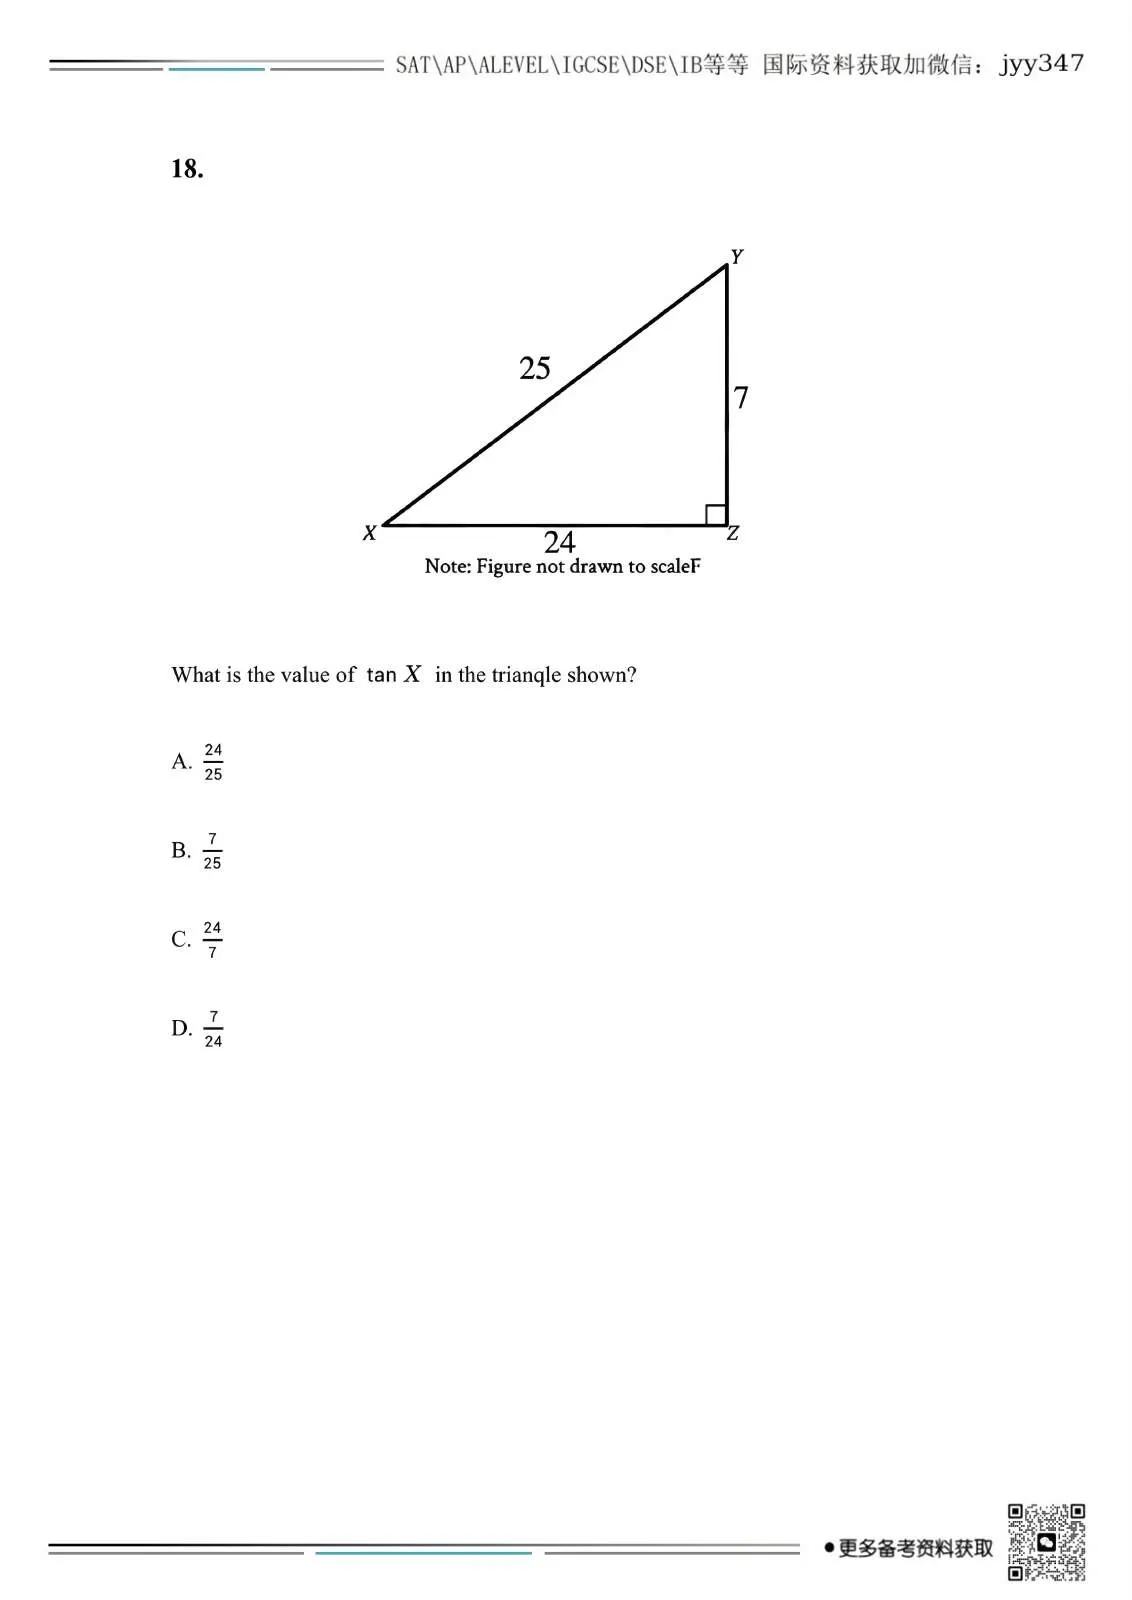 SAT\AP\ALEVEL\IGCSE\DSE\IB等等 国际资料获取加微信：jyy347
18.
Y
25
7
X
Z
24
Note: Figure not drawn to scaleF
What is the value of tan X in the trianqle shown?
A. 24/25
B. 7/25
C. 24/7
D. 7/24
•更多备考资料获取